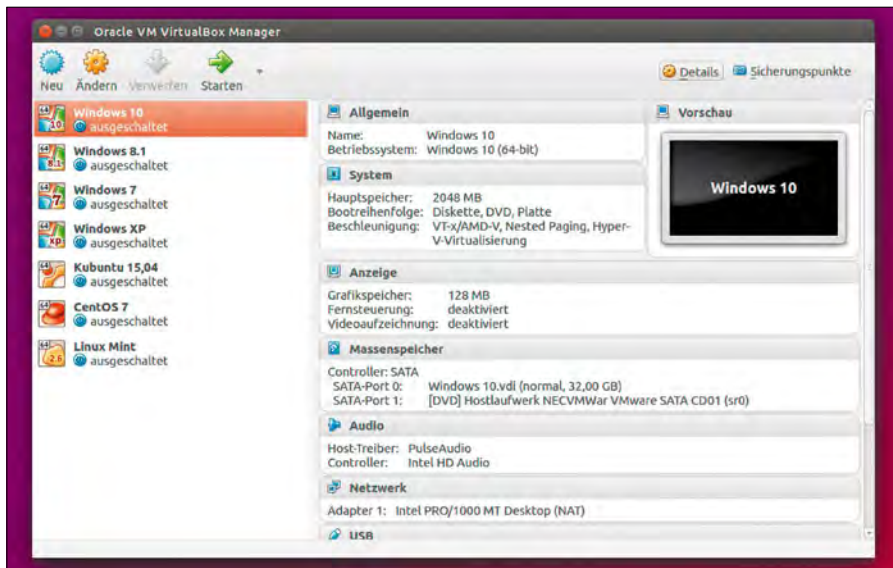 Oracle VM VirtualBox Manager
Neu Ändern Verwerfen Starten
Details Sicherungspunkte
Windows 10
ausgeschaltet
Windows 8.1
ausgeschaltet
Windows 7
ausgeschaltet
Windows XP
ausgeschaltet
Kubuntu 15,04
ausgeschaltet
CentOS 7
ausgeschaltet
Linux Mint
ausgeschaltet
Allgemein
Name: Windows 10
Betriebssystem: Windows 10 (64-bit)
System
Hauptspeicher: 2048 MB
Bootreihenfolge: Diskette, DVD, Platte
Beschleunigung: VT-x/AMD-V, Nested Paging, Hyper-
V-Virtualisierung
Vorschau
Windows 10
Anzeige
Grafikspeicher: 128 MB
Fernsteuerung: deaktiviert
Videoaufzeichnung: deaktiviert
Massenspeicher
Controller: SATA
SATA-Port 0: Windows 10.vdi (normal, 32,00 GB)
SATA-Port 1: [DVD] Hostlaufwerk NECVMWar VMware SATA CD01 (sr0)
Audio
Host-Treiber: PulseAudio
Controller: Intel HD Audio
Netzwerk
Adapter 1: Intel PRO/1000 MT Desktop (NAT)
USB